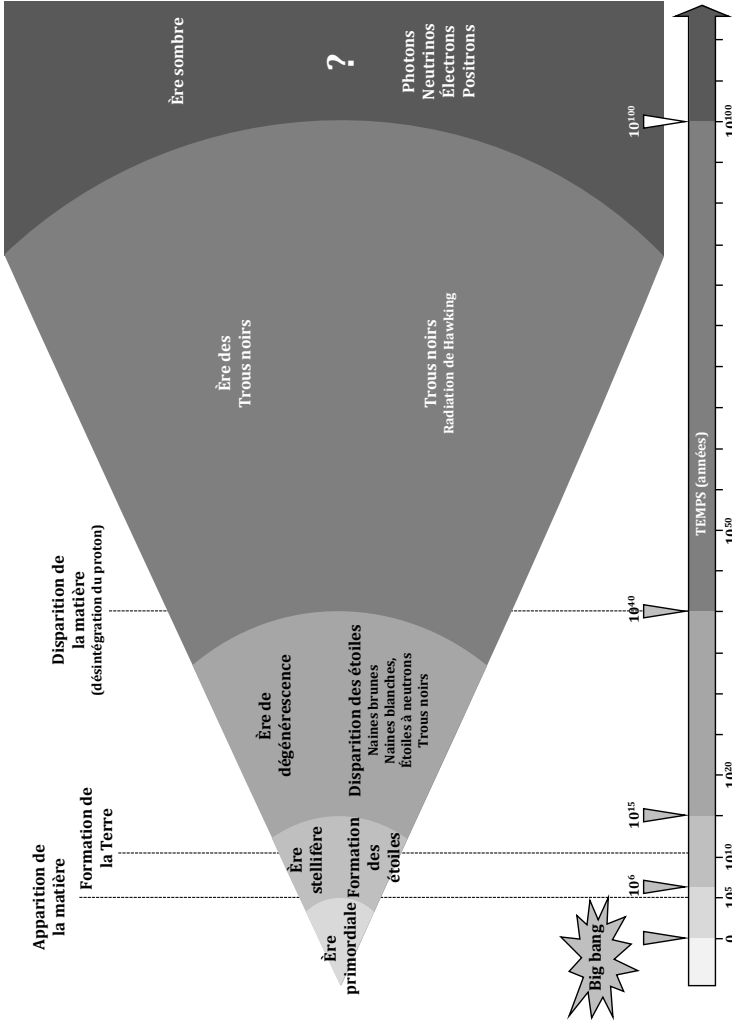 Apparition de
la matière
Formation de
la Terre
Disparition de
la matière
(désintégration du proton)
Ère
primordiale
Ère
stellifère
Formation
des
étoiles
Ère de
dégénérescence
Disparition des étoiles
Naines brunes
Naines blanches,
Étoiles à neutrons
Trous noirs
Ère des
Trous noirs
Trous noirs
Radiation de Hawking
Ère sombre
?
Photons
Neutrinos
Électrons
Positrons
Big bang
10⁶
10¹⁵
10⁴⁰
10¹⁰⁰
TEMPS (années)
0
10⁵
10¹⁰
10²⁰
10⁵⁰
10¹⁰⁰